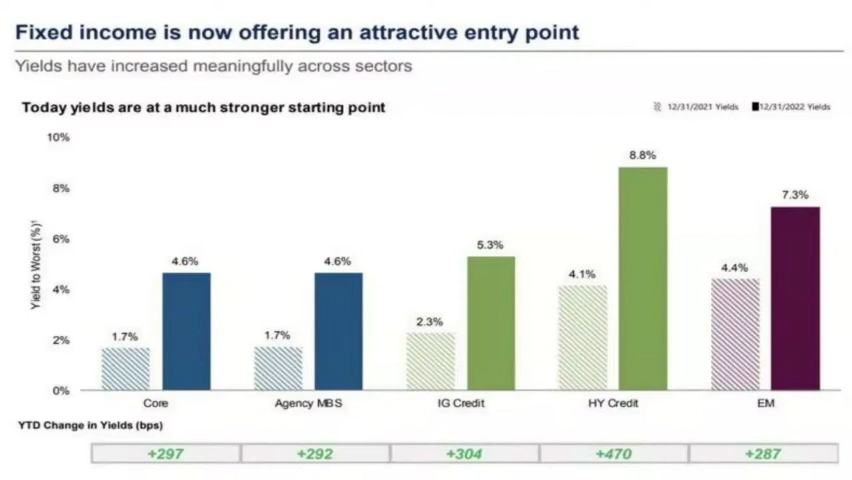 Fixed income is now offering an attractive entry point
Yields have increased meaningfully across sectors
Today yields are at a much stronger starting point
12/31/2021 Yields 12/31/2022 Yields
Yield to Worst (%)¹
10%
8%
6%
4%
2%
0%
1.7% 4.6% 1.7% 4.6% 2.3% 5.3% 4.1% 8.8% 4.4% 7.3%
Core Agency MBS IG Credit HY Credit EM
YTD Change in Yields (bps)
+297 +292 +304 +470 +287